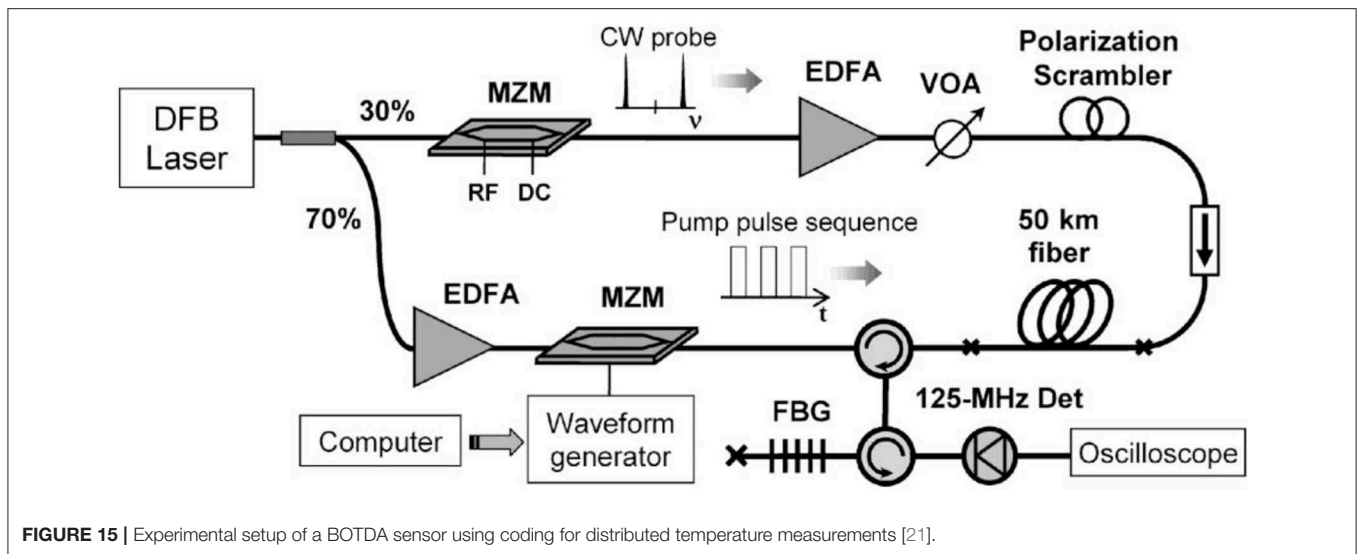 CW probe
ν
DFB
Laser
30%
MZM
RF DC
EDFA
VOA
Polarization
Scrambler
70%
Pump pulse sequence
t
50 km
fiber
EDFA
MZM
Computer
Waveform
generator
FBG
125-MHz Det
Oscilloscope
FIGURE 15 | Experimental setup of a BOTDA sensor using coding for distributed temperature measurements [21].